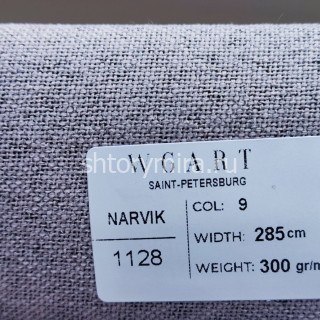 WGART
SAINT-PETERSBURG
NARVIK
1128
COL: 9
WIDTH: 285 cm
WEIGHT: 300 gr/m